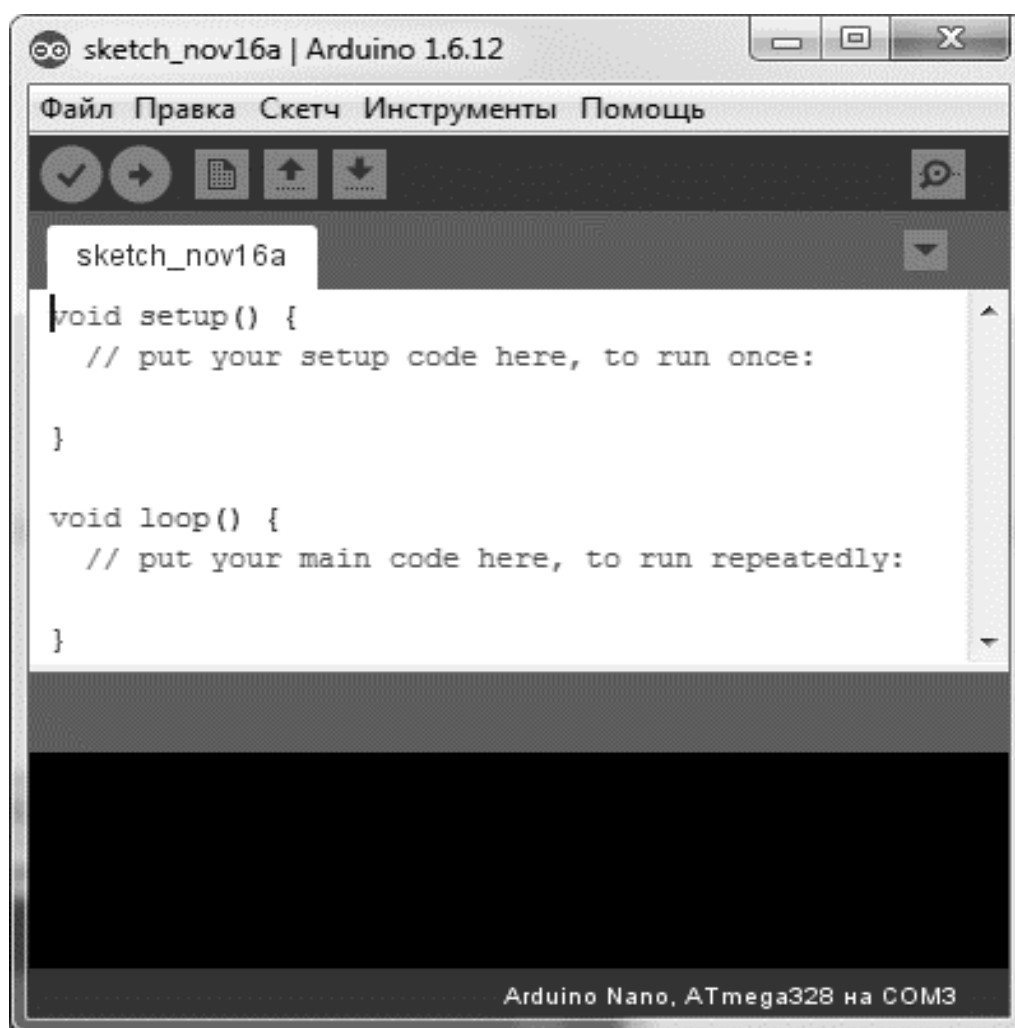 sketch_nov16a | Arduino 1.6.12
Файл Правка Скетч Инструменты Помощь
sketch_nov16a
void setup() {
  // put your setup code here, to run once:
}
void loop() {
  // put your main code here, to run repeatedly:
}
Arduino Nano, ATmega328 на COM3